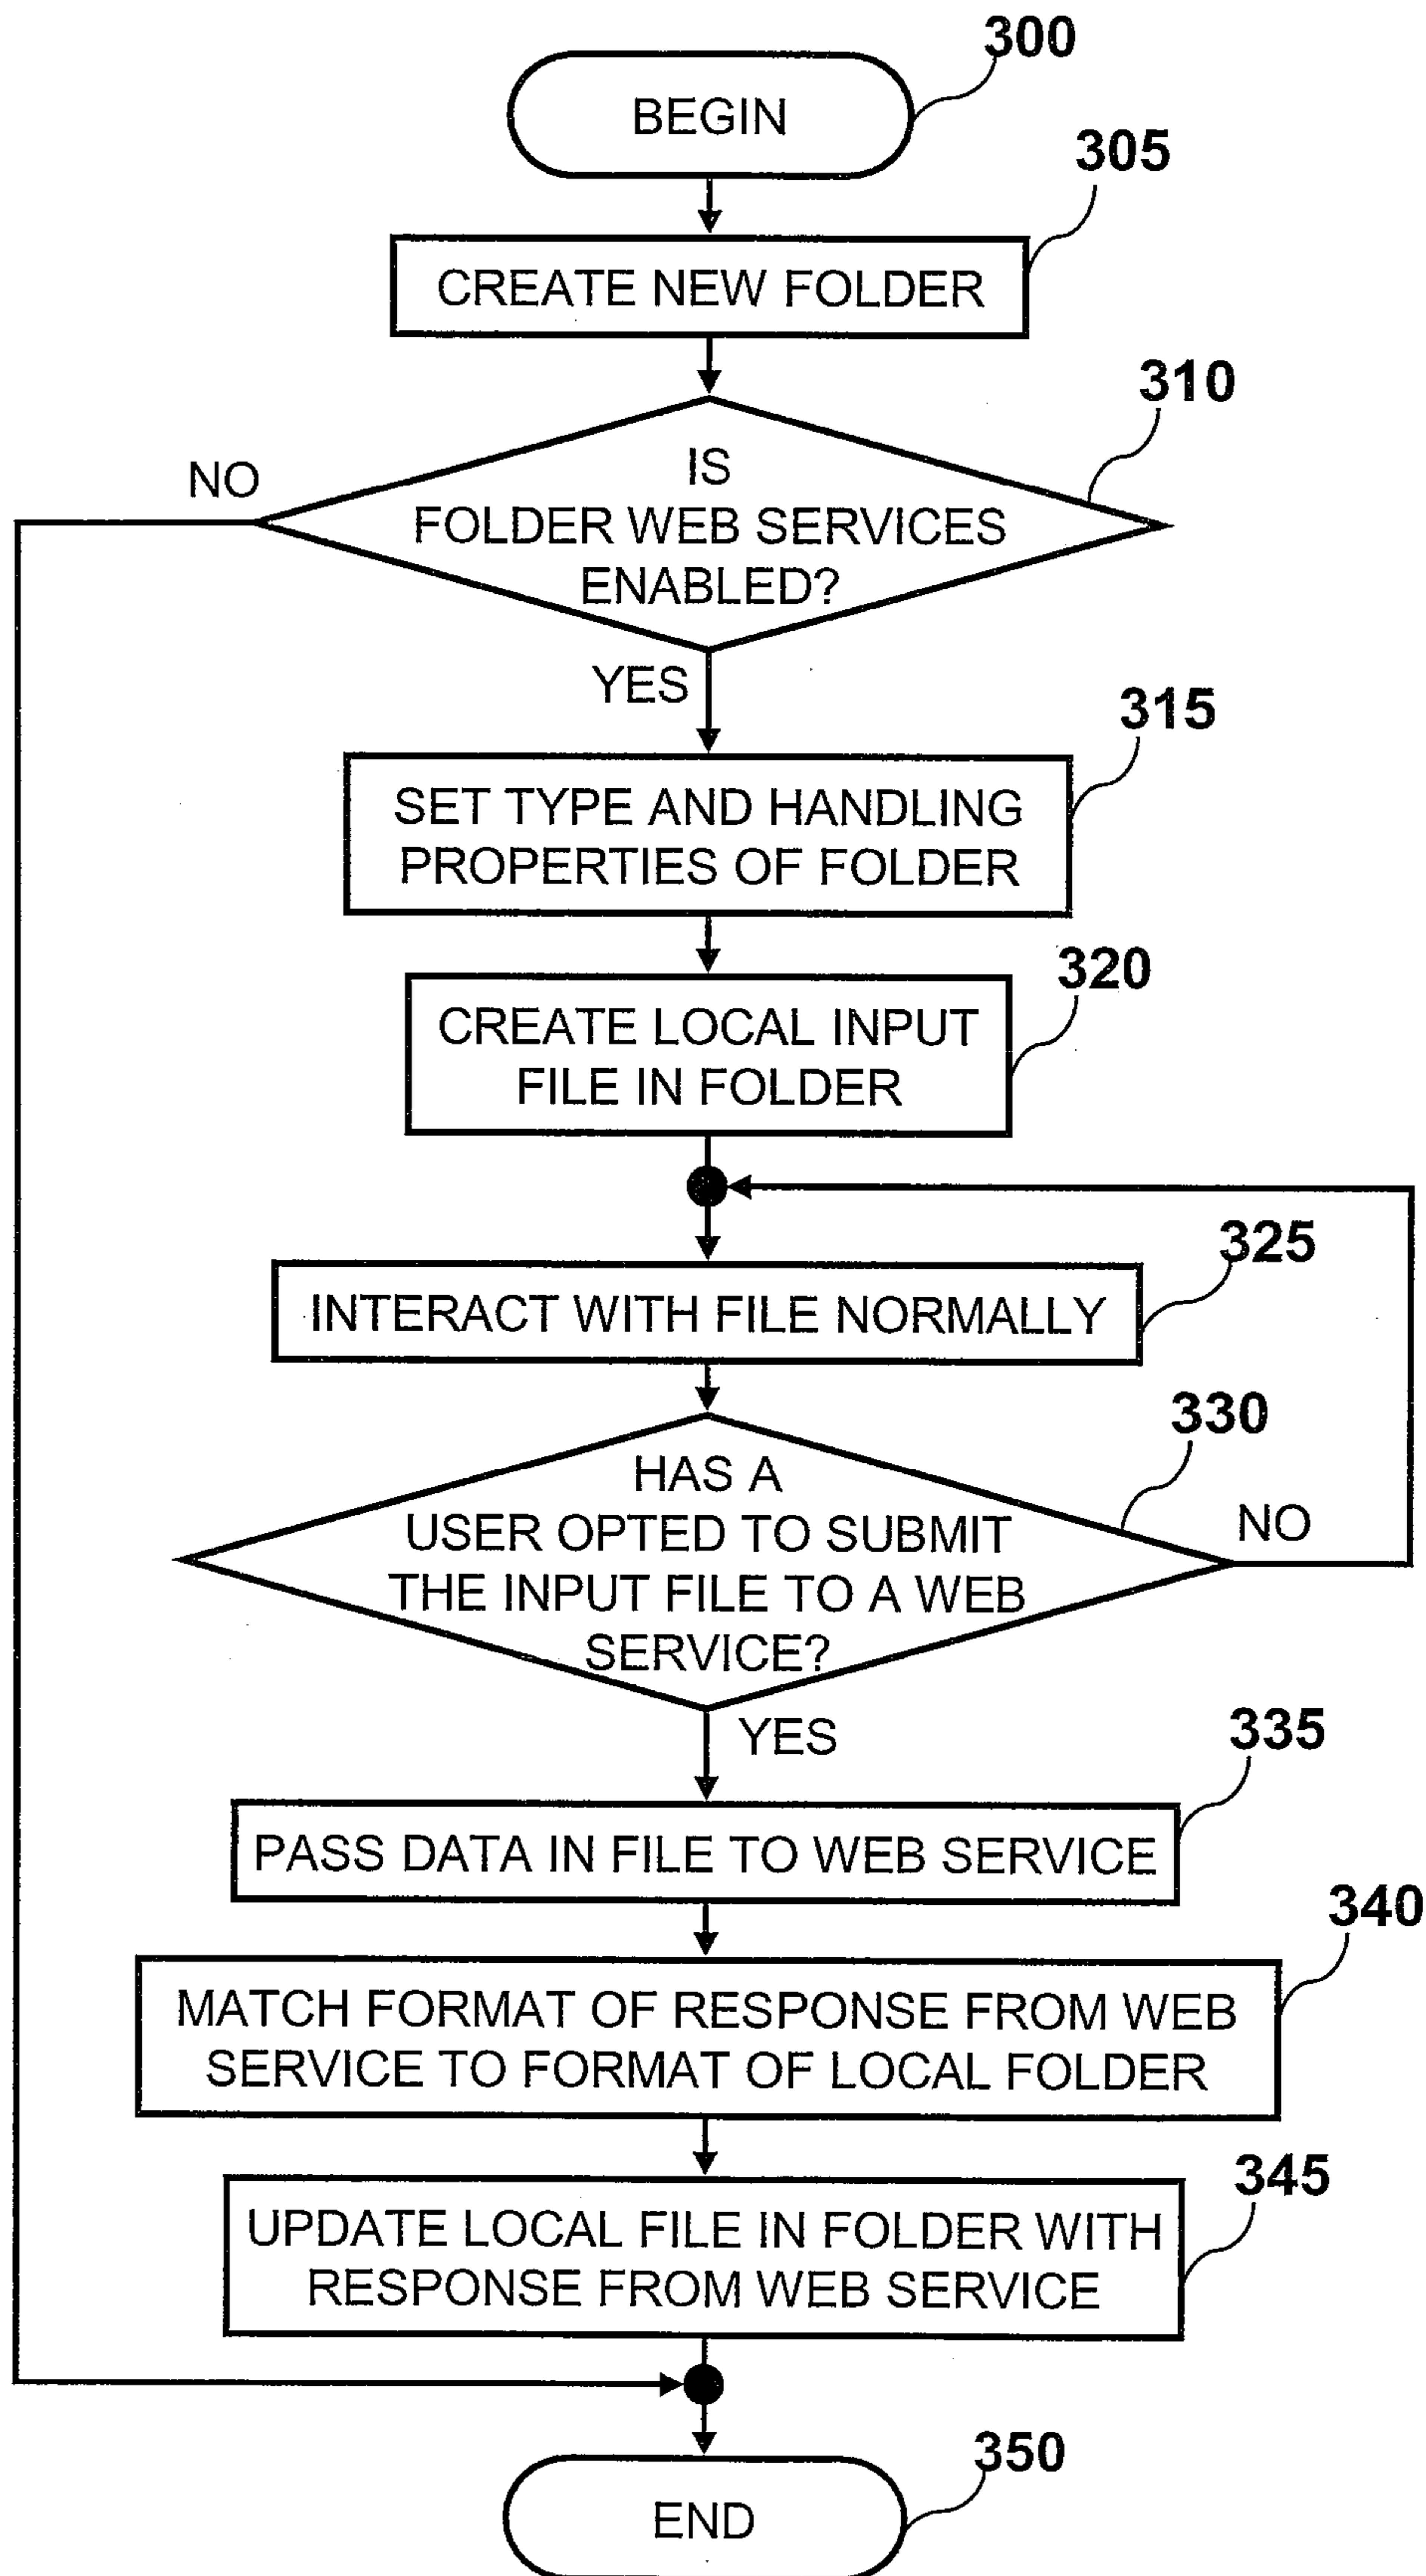 300
BEGIN
305
CREATE NEW FOLDER
310
NO
IS
FOLDER WEB SERVICES
ENABLED?
YES
315
SET TYPE AND HANDLING
PROPERTIES OF FOLDER
320
CREATE LOCAL INPUT
FILE IN FOLDER
325
INTERACT WITH FILE NORMALLY
330
HAS A
USER OPTED TO SUBMIT
THE INPUT FILE TO A WEB
SERVICE?
NO
YES
335
PASS DATA IN FILE TO WEB SERVICE
340
MATCH FORMAT OF RESPONSE FROM WEB
SERVICE TO FORMAT OF LOCAL FOLDER
345
UPDATE LOCAL FILE IN FOLDER WITH
RESPONSE FROM WEB SERVICE
350
END